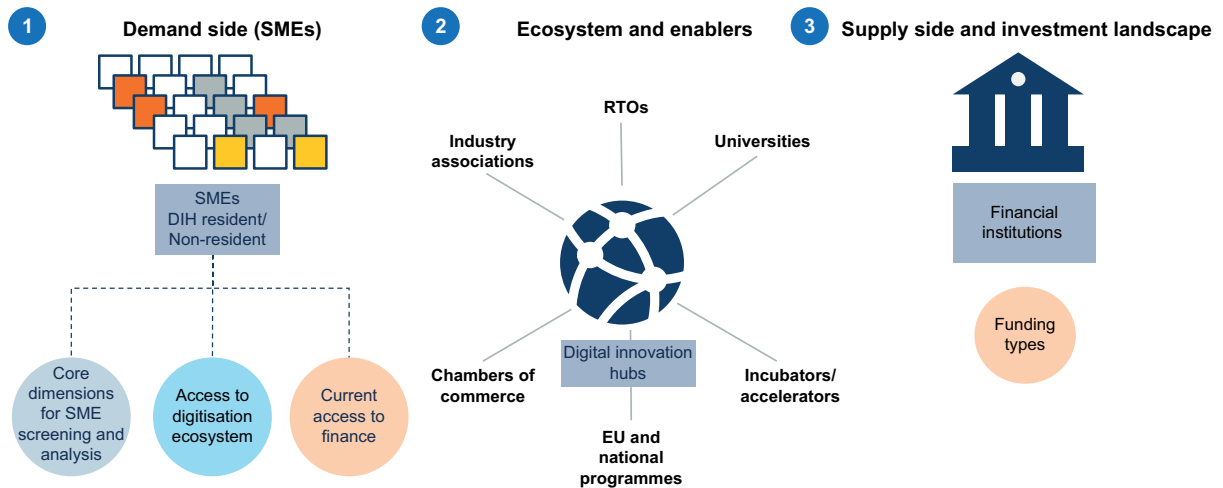 1
Demand side (SMEs)
SMEs
DIH resident/
Non-resident
Core
dimensions
for SME
screening and
analysis
Access to
digitisation
ecosystem
Current
access to
finance
2
Ecosystem and enablers
RTOs
Industry
associations
Universities
Digital innovation
hubs
Chambers of
commerce
Incubators/
accelerators
EU and
national
programmes
3
Supply side and investment landscape
Financial
institutions
Funding
types